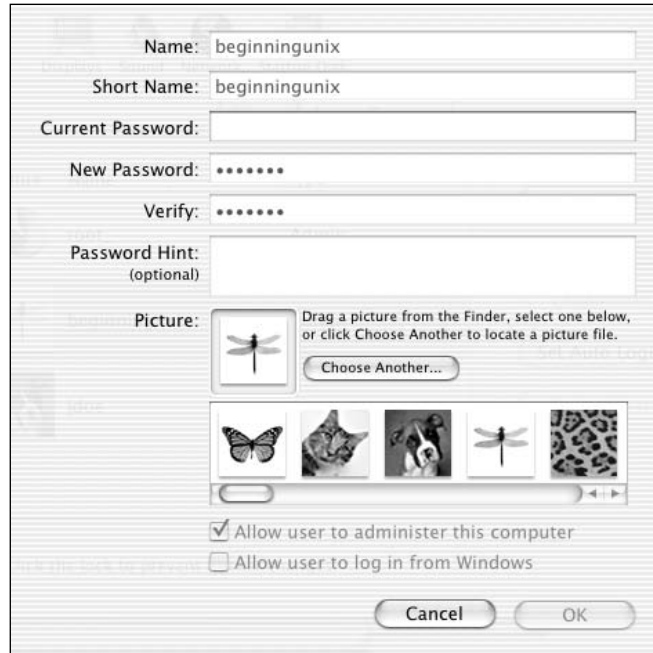 Name: beginningunix
Short Name: beginningunix
Current Password:
New Password: •••••••
Verify: •••••••
Password Hint:
(optional)
Picture:
Drag a picture from the Finder, select one below,
or click Choose Another to locate a picture file.
Choose Another...
Allow user to administer this computer
Allow user to log in from Windows
Cancel
OK